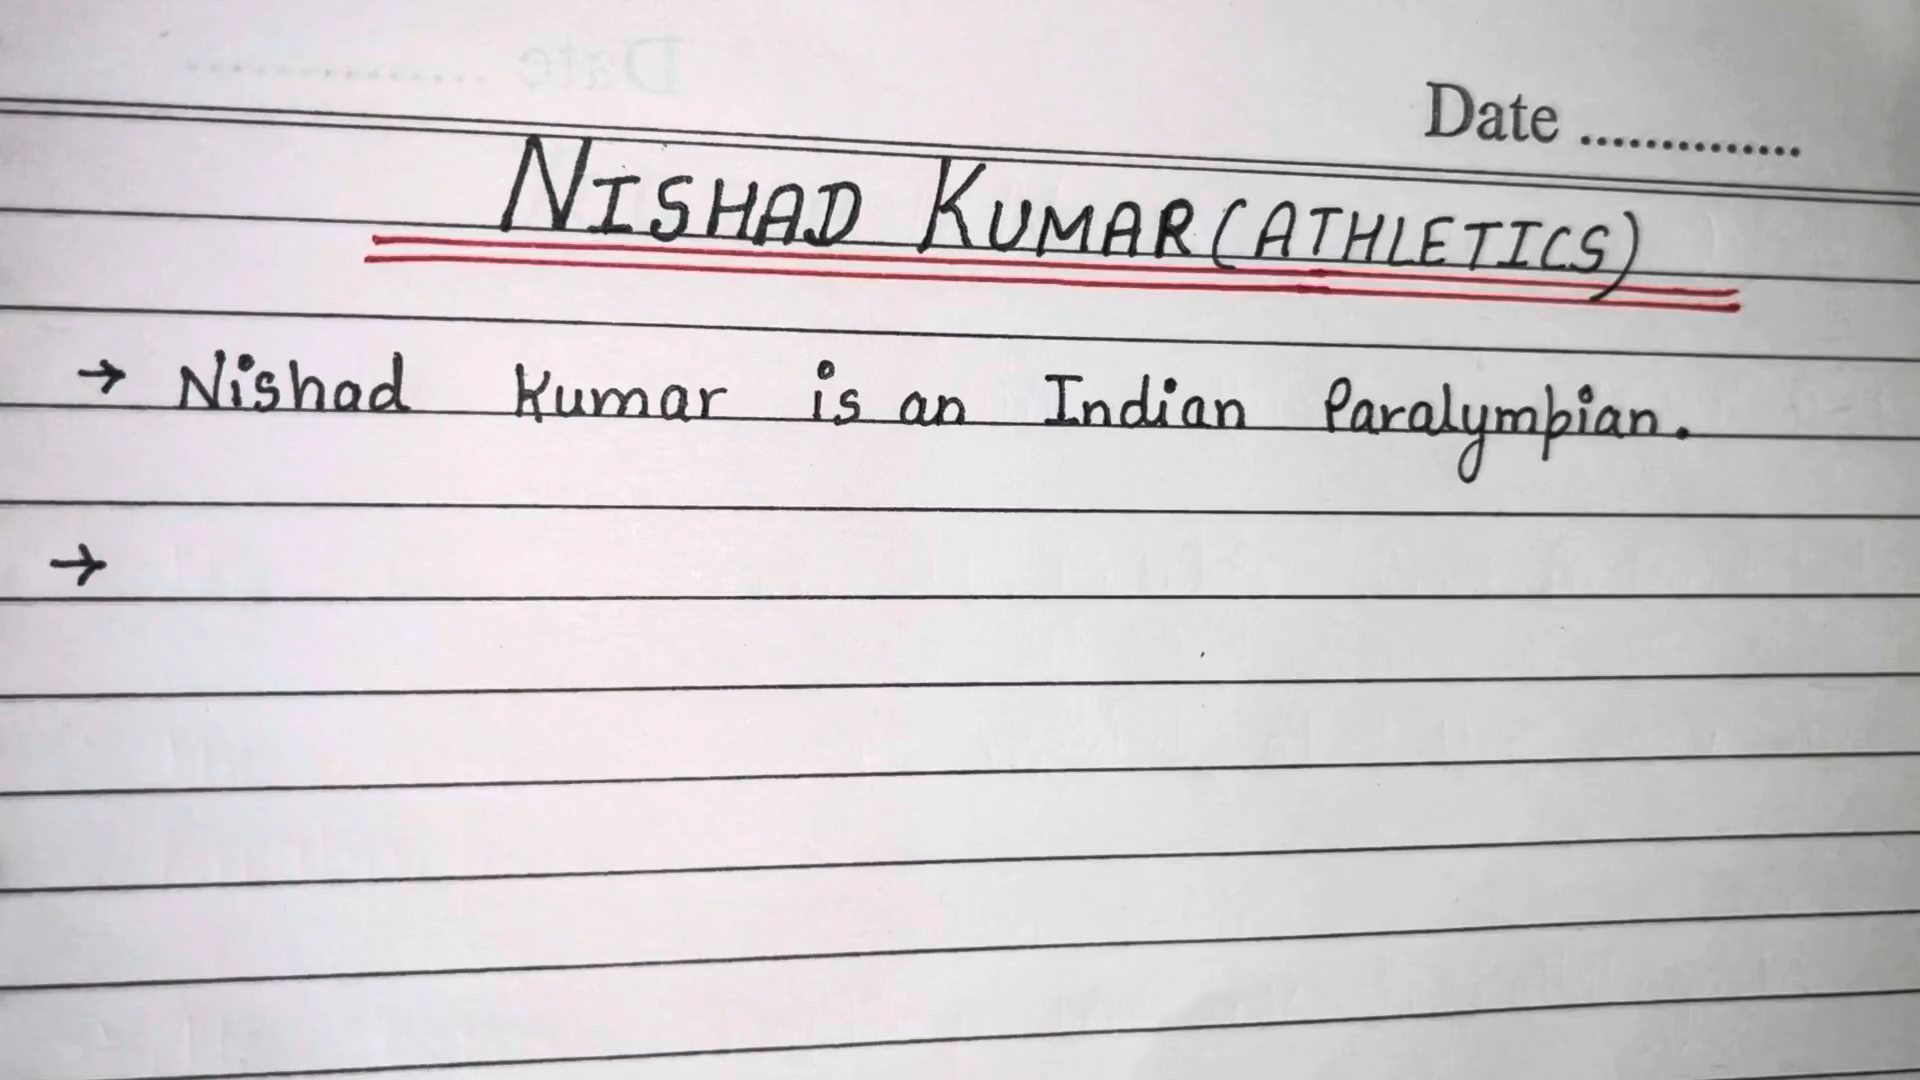 Date ..............
NISHAD KUMAR (ATHLETICS)
→ Nishad Kumar is an Indian Paralympian.
→